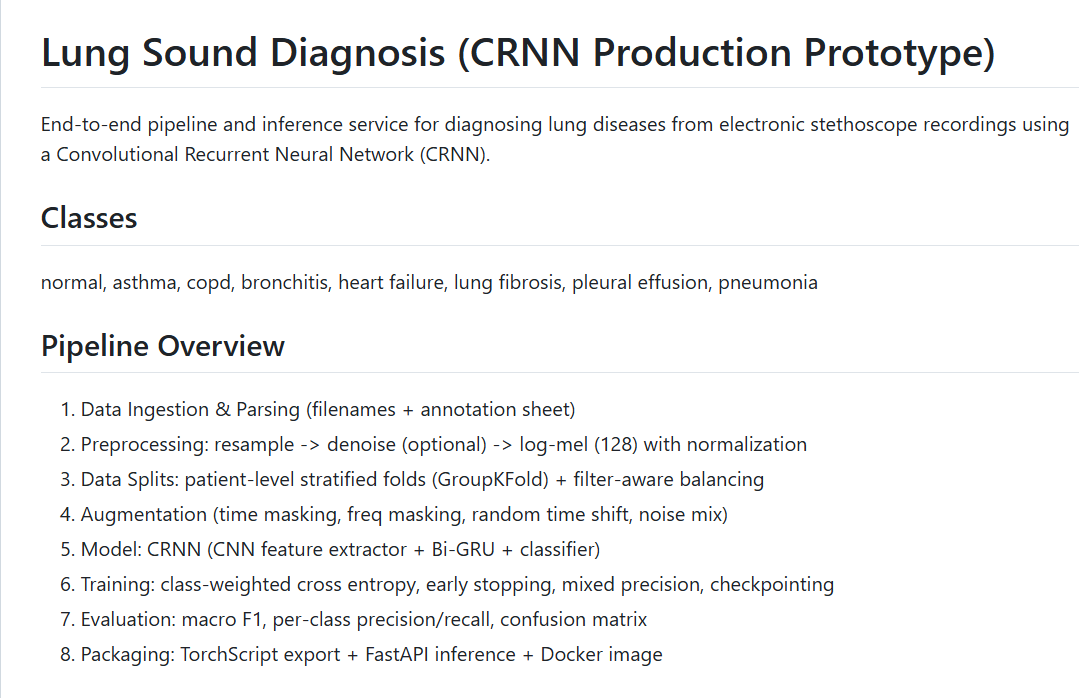 Lung Sound Diagnosis (CRNN Production Prototype)
End-to-end pipeline and inference service for diagnosing lung diseases from electronic stethoscope recordings using
a Convolutional Recurrent Neural Network (CRNN).
Classes
normal, asthma, copd, bronchitis, heart failure, lung fibrosis, pleural effusion, pneumonia
Pipeline Overview
1. Data Ingestion & Parsing (filenames + annotation sheet)
2. Preprocessing: resample -> denoise (optional) -> log-mel (128) with normalization
3. Data Splits: patient-level stratified folds (GroupKFold) + filter-aware balancing
4. Augmentation (time masking, freq masking, random time shift, noise mix)
5. Model: CRNN (CNN feature extractor + Bi-GRU + classifier)
6. Training: class-weighted cross entropy, early stopping, mixed precision, checkpointing
7. Evaluation: macro F1, per-class precision/recall, confusion matrix
8. Packaging: TorchScript export + FastAPI inference + Docker image